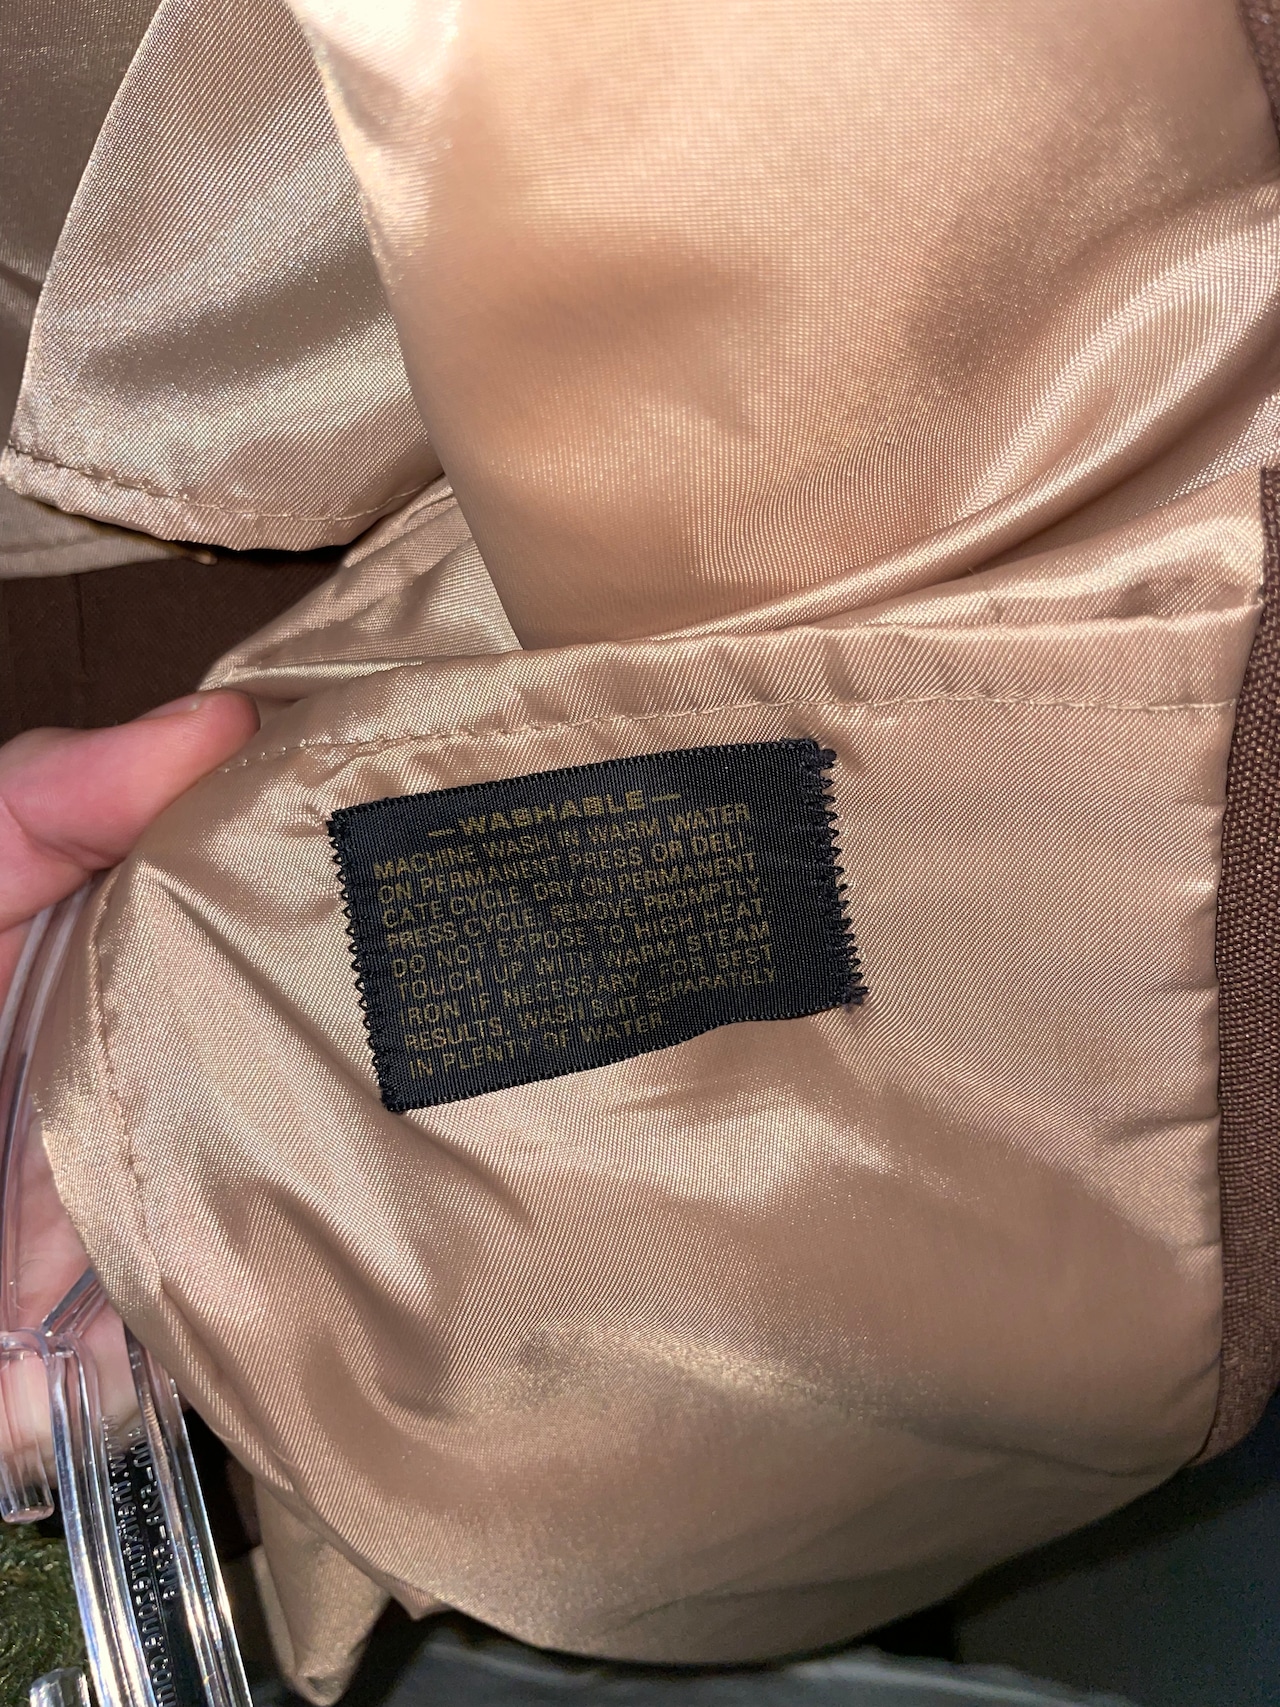 —WASHABLE—
MACHINE WASH IN WARM WATER
ON PERMANENT PRESS OR DELI
CATE CYCLE. DRY ON PERMANENT
PRESS CYCLE. REMOVE PROMPTLY
DO NOT EXPOSE TO HIGH HEAT
TOUCH UP WITH WARM STEAM
RON IF NECESSARY. FOR BEST
RESULTS, WASH SUIT SEPARATELY
IN PLENTY OF WATER